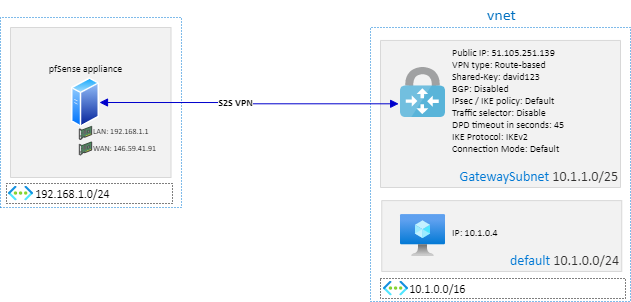 vnet
pfSense appliance
LAN: 192.168.1.1
WAN: 146.59.41.91
192.168.1.0/24
S2S VPN
Public IP: 51.105.251.139
VPN type: Route-based
Shared-Key: david123
BGP: Disabled
IPsec / IKE policy: Default
Traffic selector: Disable
DPD timeout in seconds: 45
IKE Protocol: IKEv2
Connection Mode: Default
GatewaySubnet 10.1.1.0/25
IP: 10.1.0.4
default 10.1.0.0/24
10.1.0.0/16